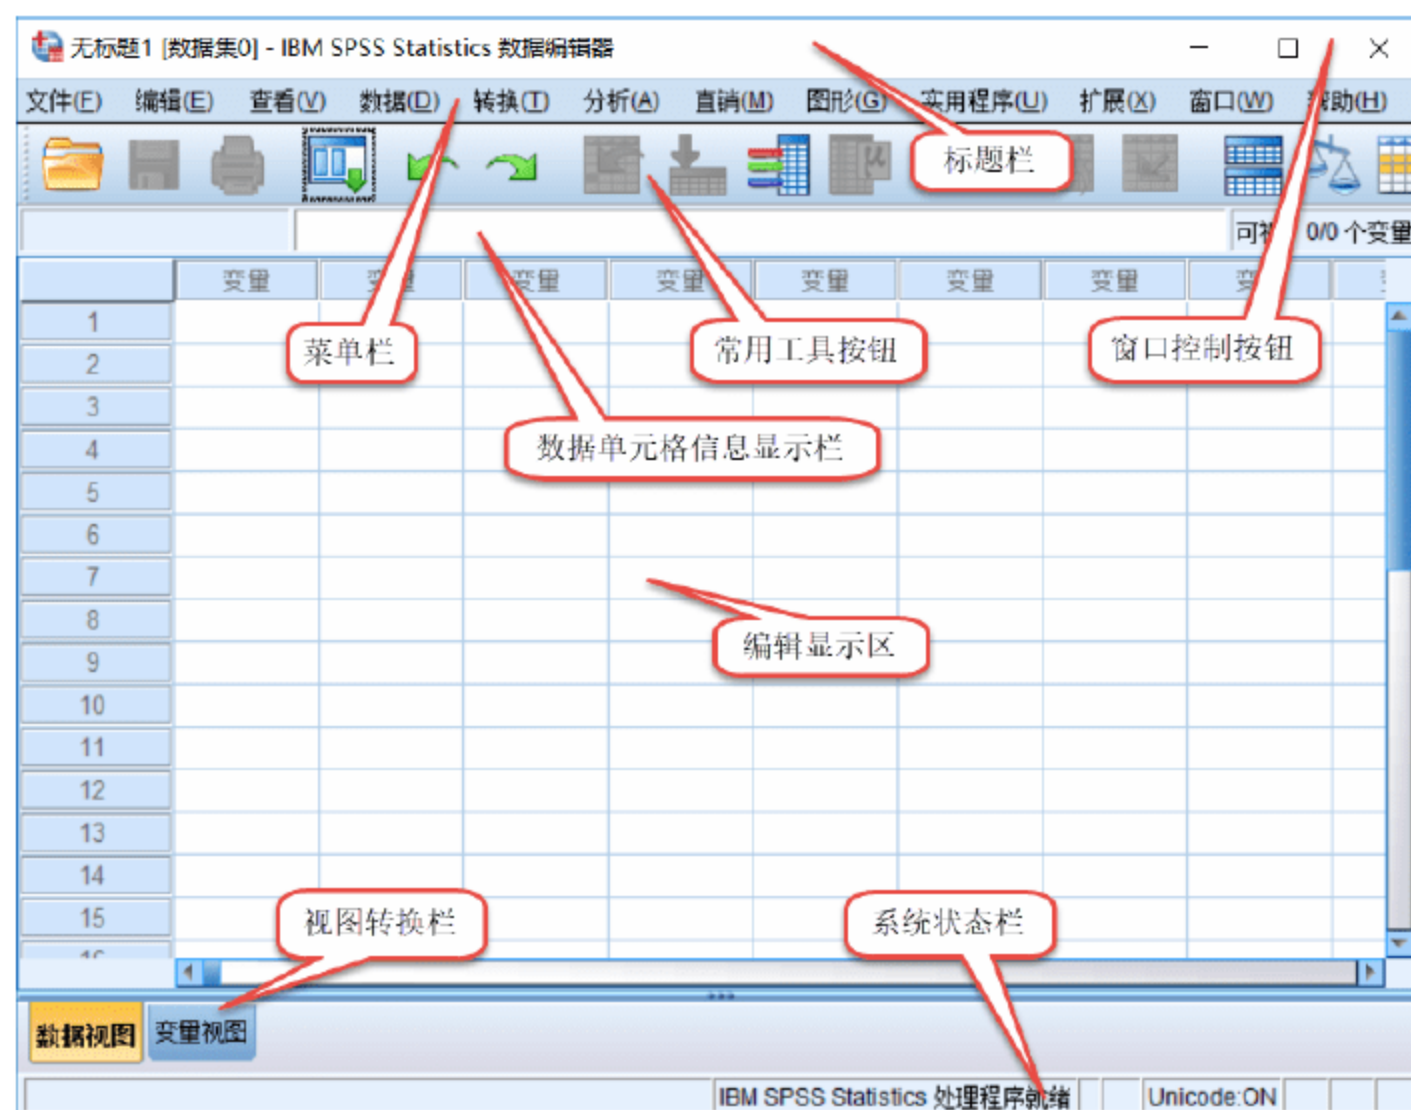 无标题1 [数据集0] - IBM SPSS Statistics 数据编辑器
文件(F) 编辑(E) 查看(V) 数据(D) 转换(T) 分析(A) 直销(M) 图形(G) 实用程序(U) 扩展(X) 窗口(W) 帮助(H)
标题栏
0/0 个变量
变量 变量 变量 变量 变量 变量 变量
1
菜单栏 常用工具按钮 窗口控制按钮
2
3
4
数据单元格信息显示栏
5
6
7
8
编辑显示区
9
10
11
12
13
14
15
视图转换栏 系统状态栏
数据视图 变量视图
IBM SPSS Statistics 处理程序就绪 Unicode:ON